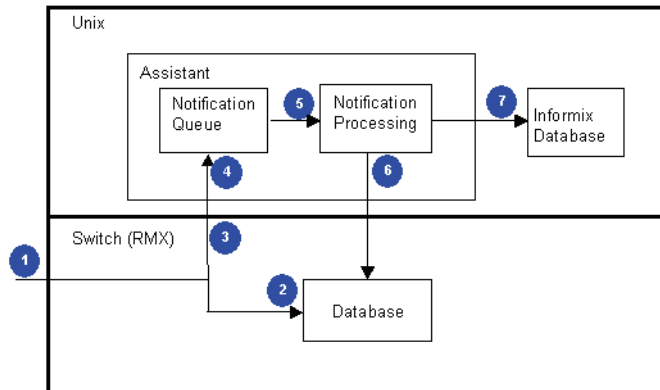 Unix
Assistant
Notification
Queue
5
Notification
Processing
7
Informix
Database
4
6
Switch (RMX)
3
1
2
Database